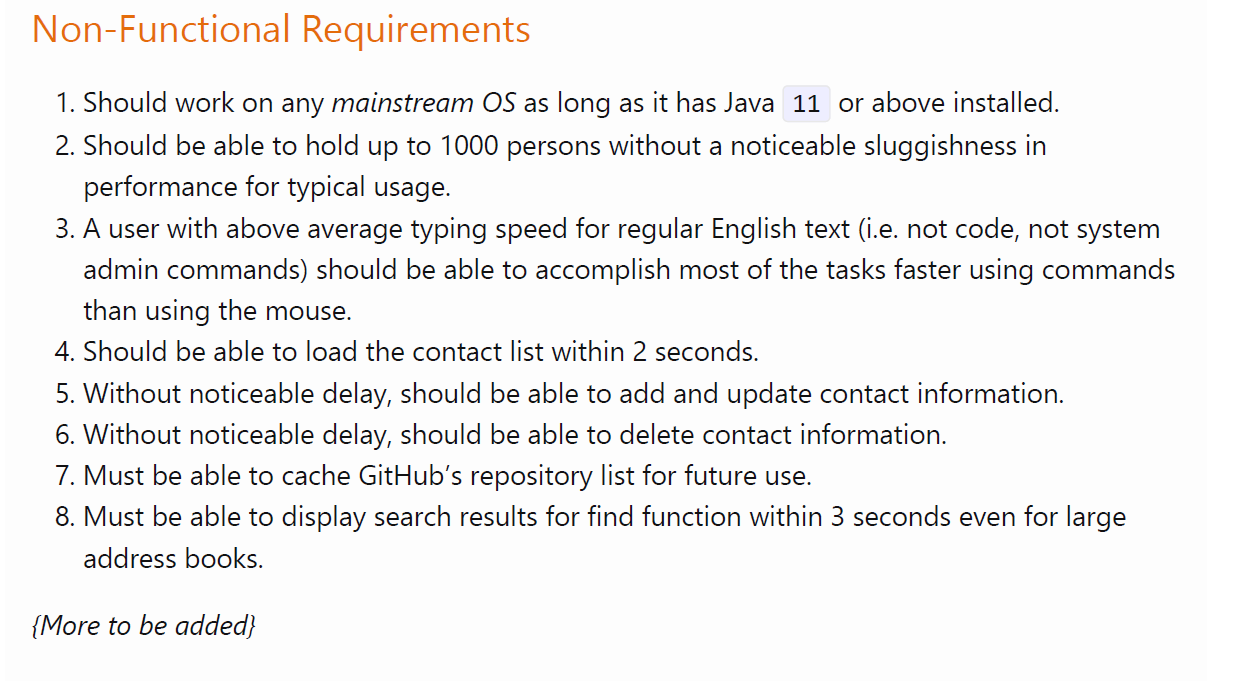 Non-Functional Requirements
1. Should work on any mainstream OS as long as it has Java 11 or above installed.
2. Should be able to hold up to 1000 persons without a noticeable sluggishness in
performance for typical usage.
3. A user with above average typing speed for regular English text (i.e. not code, not system
admin commands) should be able to accomplish most of the tasks faster using commands
than using the mouse.
4. Should be able to load the contact list within 2 seconds.
5. Without noticeable delay, should be able to add and update contact information.
6. Without noticeable delay, should be able to delete contact information.
7. Must be able to cache GitHub’s repository list for future use.
8. Must be able to display search results for find function within 3 seconds even for large
address books.
{More to be added}